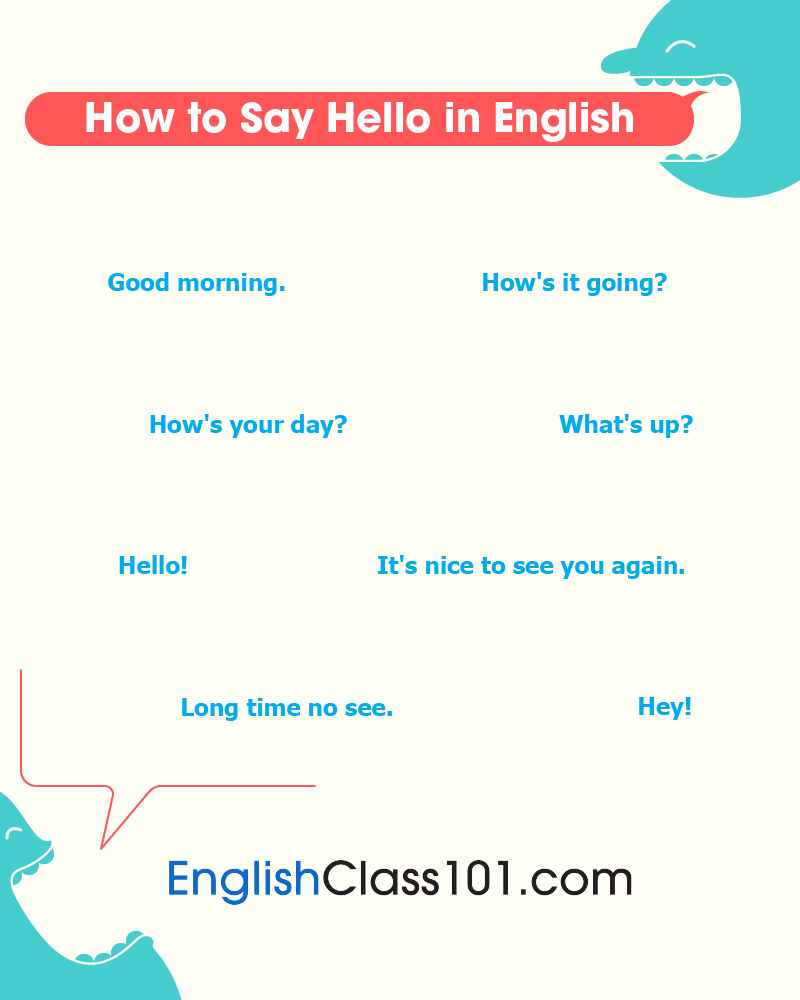 How to Say Hello in English
Good morning.
How's it going?
How's your day?
What's up?
Hello!
It's nice to see you again.
Long time no see.
Hey!
EnglishClass101.com